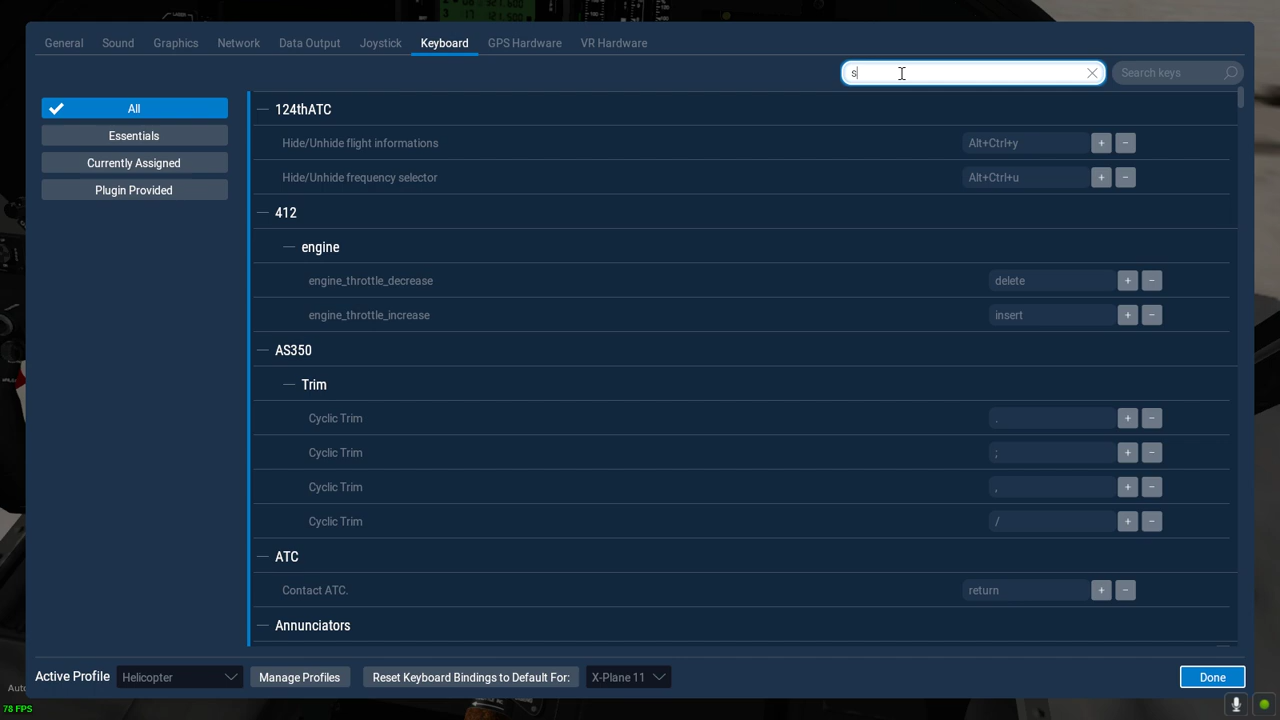 General Sound Graphics Network Data Output Joystick Keyboard GPS Hardware VR Hardware
s Search keys
All
Essentials
Currently Assigned
Plugin Provided
124thATC
Hide/Unhide flight informations Alt+Ctrl+y + −
Hide/Unhide frequency selector Alt+Ctrl+u + −
412
engine
engine_throttle_decrease delete + −
engine_throttle_increase insert + −
AS350
Trim
Cyclic Trim . + −
Cyclic Trim ; + −
Cyclic Trim , + −
Cyclic Trim / + −
ATC
Contact ATC. return + −
Annunciators
Active Profile Helicopter Manage Profiles Reset Keyboard Bindings to Default For: X-Plane 11 Done
78 FPS